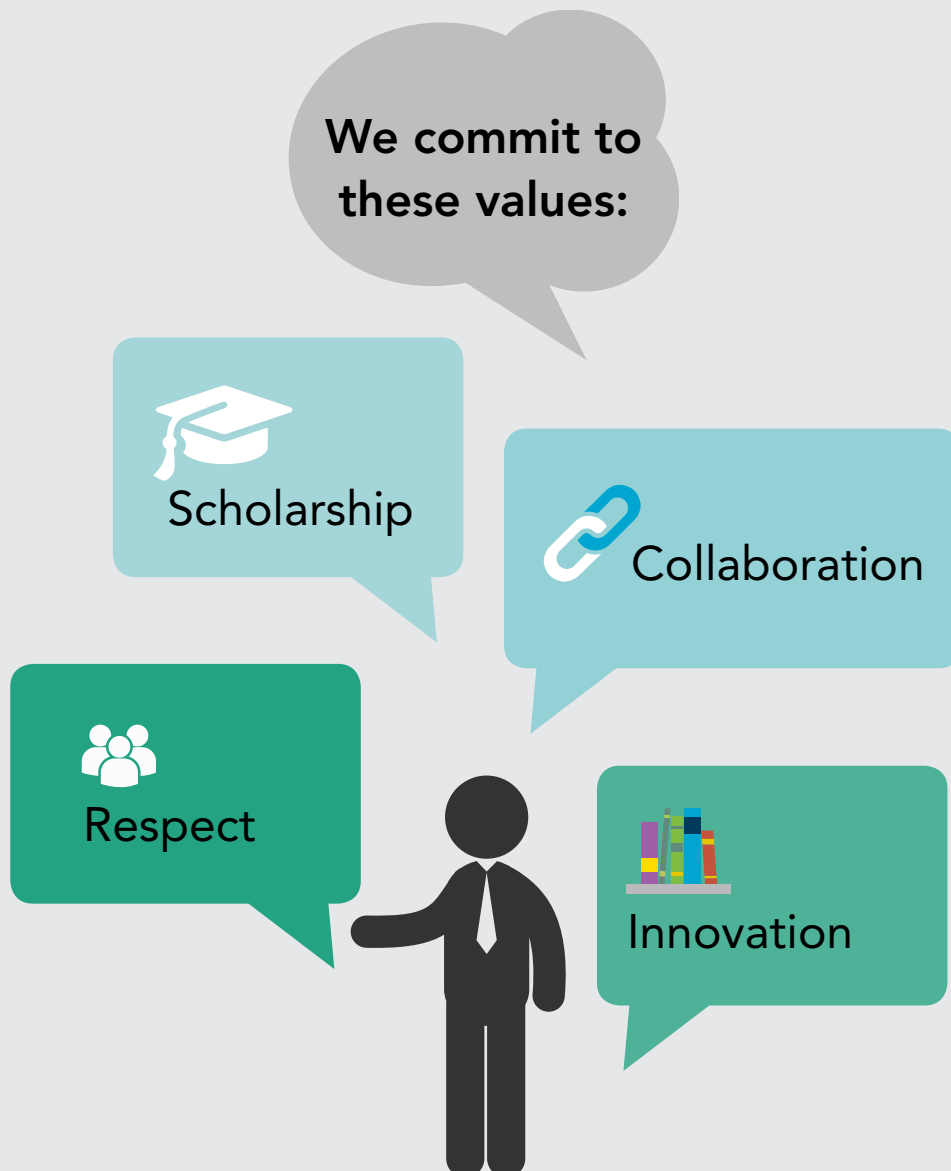 We commit to
these values:
Scholarship
Collaboration
Respect
Innovation